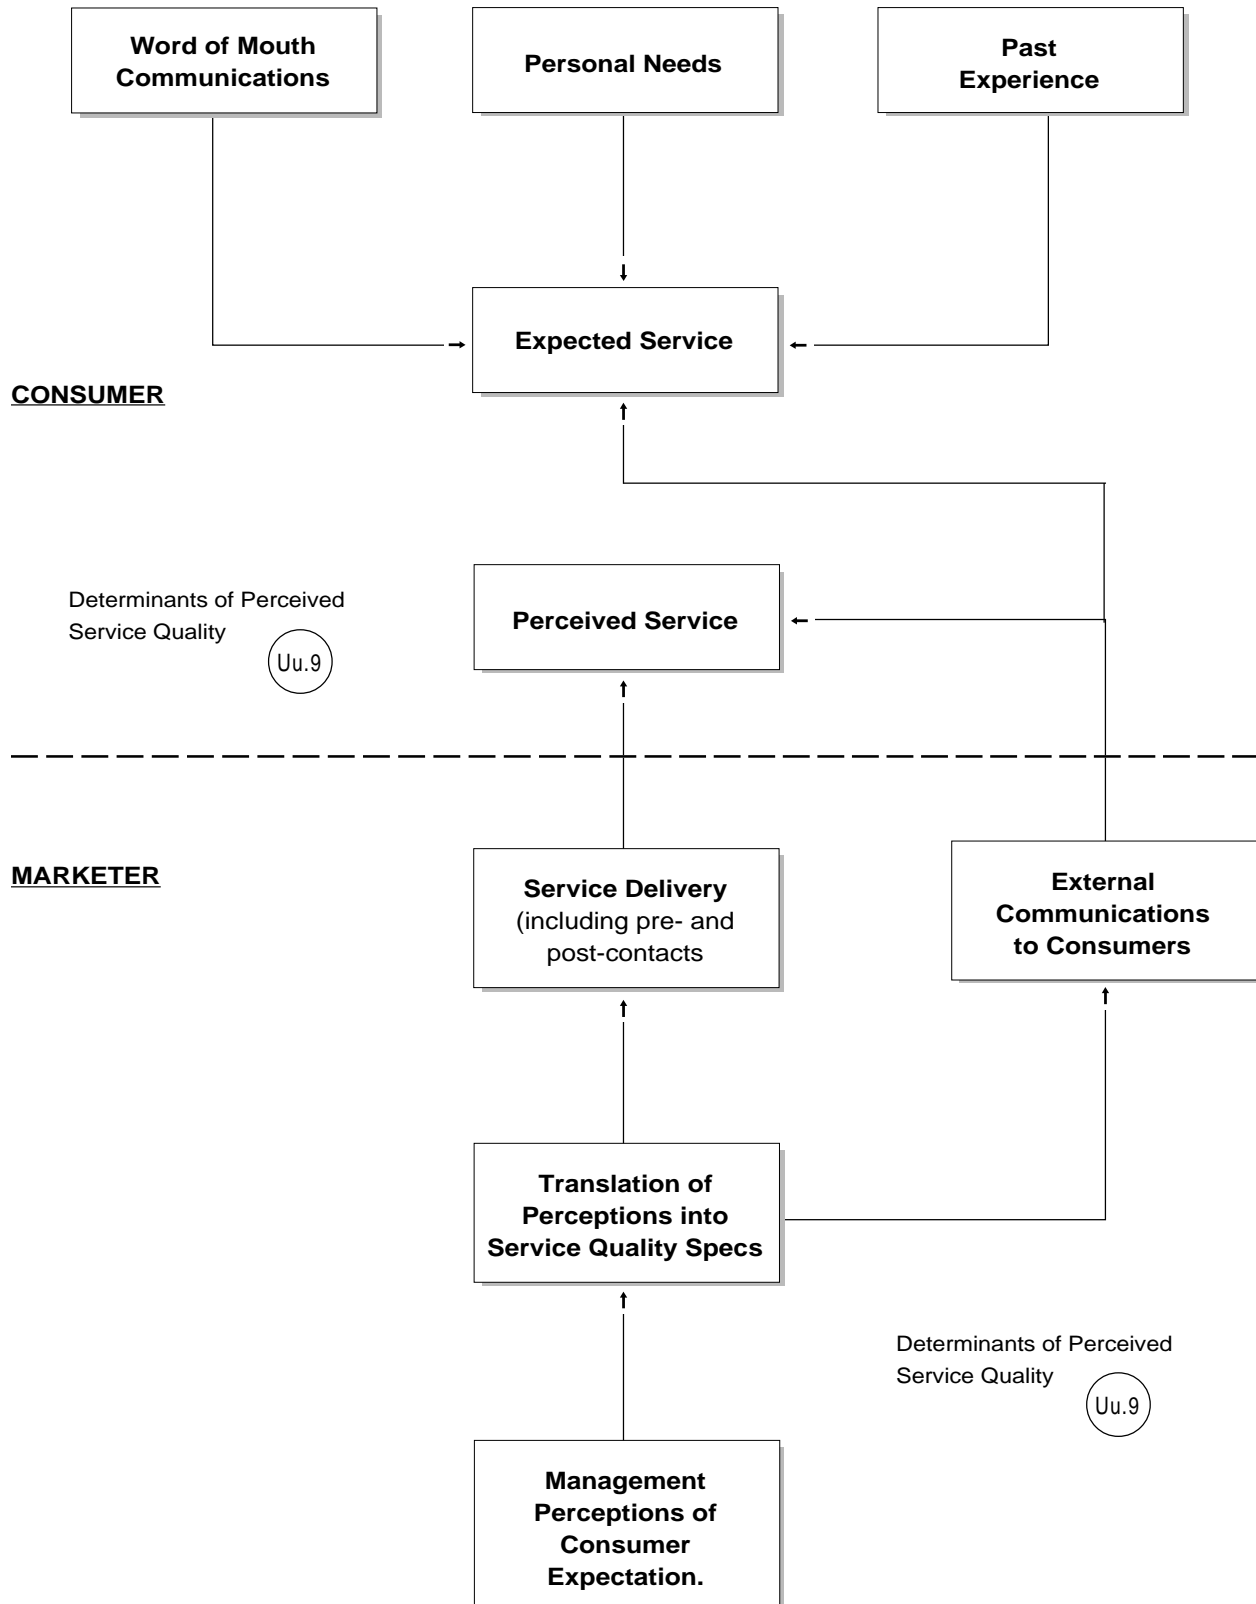 Word of Mouth
Communications
Personal Needs
Past
Experience
Expected Service
CONSUMER
Determinants of Perceived
Service Quality
Uu.9
Perceived Service
MARKETER
Service Delivery
(including pre- and
post-contacts
External
Communications
to Consumers
Translation of
Perceptions into
Service Quality Specs
Determinants of Perceived
Service Quality
Uu.9
Management
Perceptions of
Consumer
Expectation.